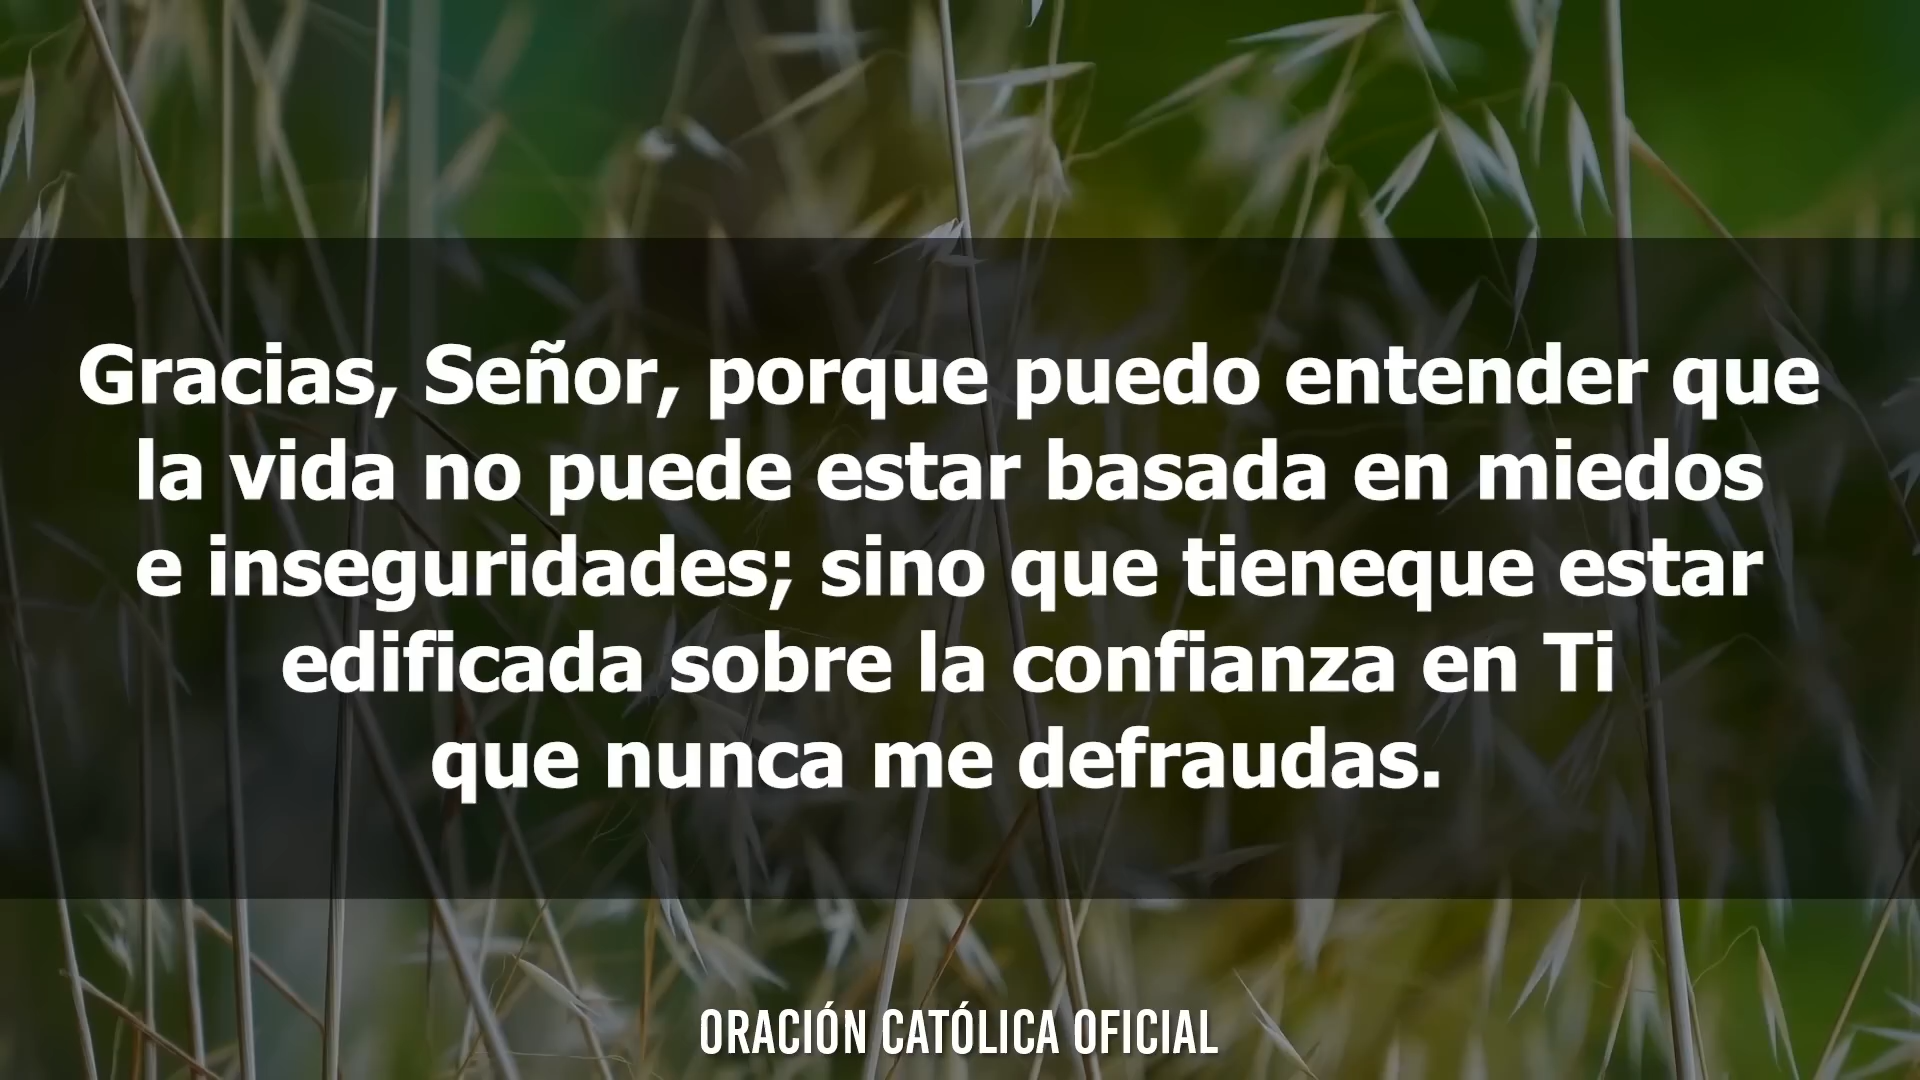 Gracias, Señor, porque puedo entender que
la vida no puede estar basada en miedos
e inseguridades; sino que tieneque estar
edificada sobre la confianza en Ti
que nunca me defraudas.
ORACIÓN CATÓLICA OFICIAL